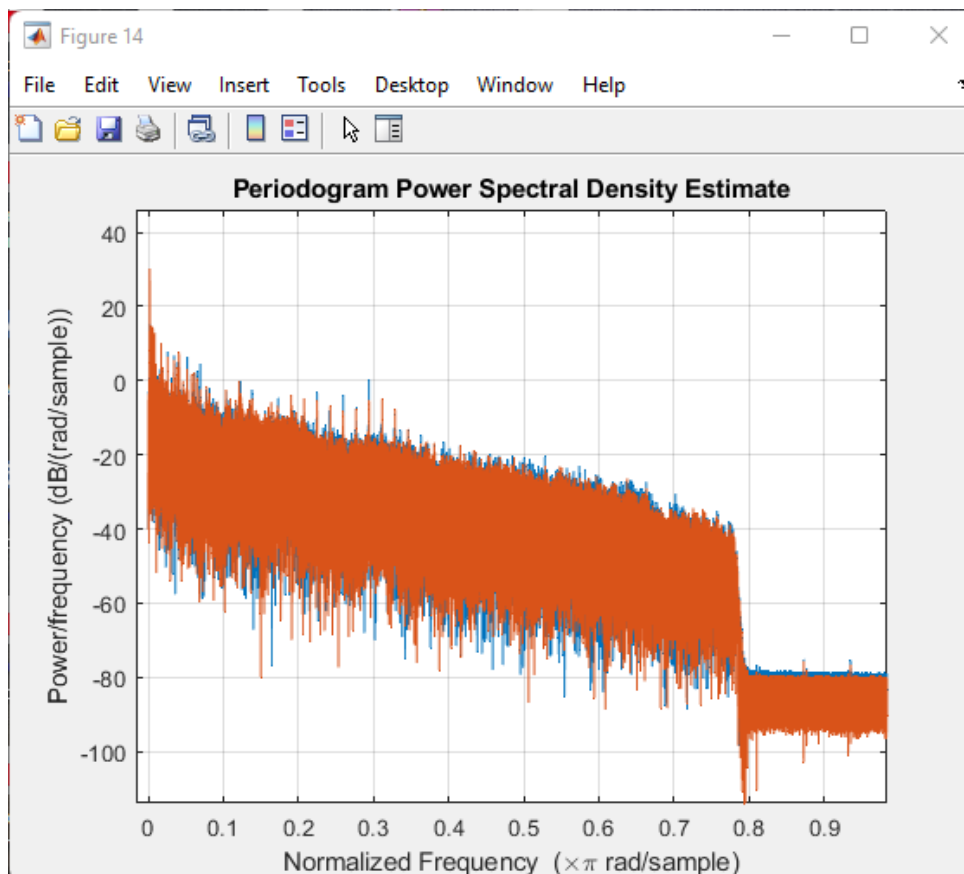 Figure 14
File Edit View Insert Tools Desktop Window Help
Periodogram Power Spectral Density Estimate
Power/frequency (dB/(rad/sample))
40
20
0
-20
-40
-60
-80
-100
0 0.1 0.2 0.3 0.4 0.5 0.6 0.7 0.8 0.9
Normalized Frequency (×π rad/sample)